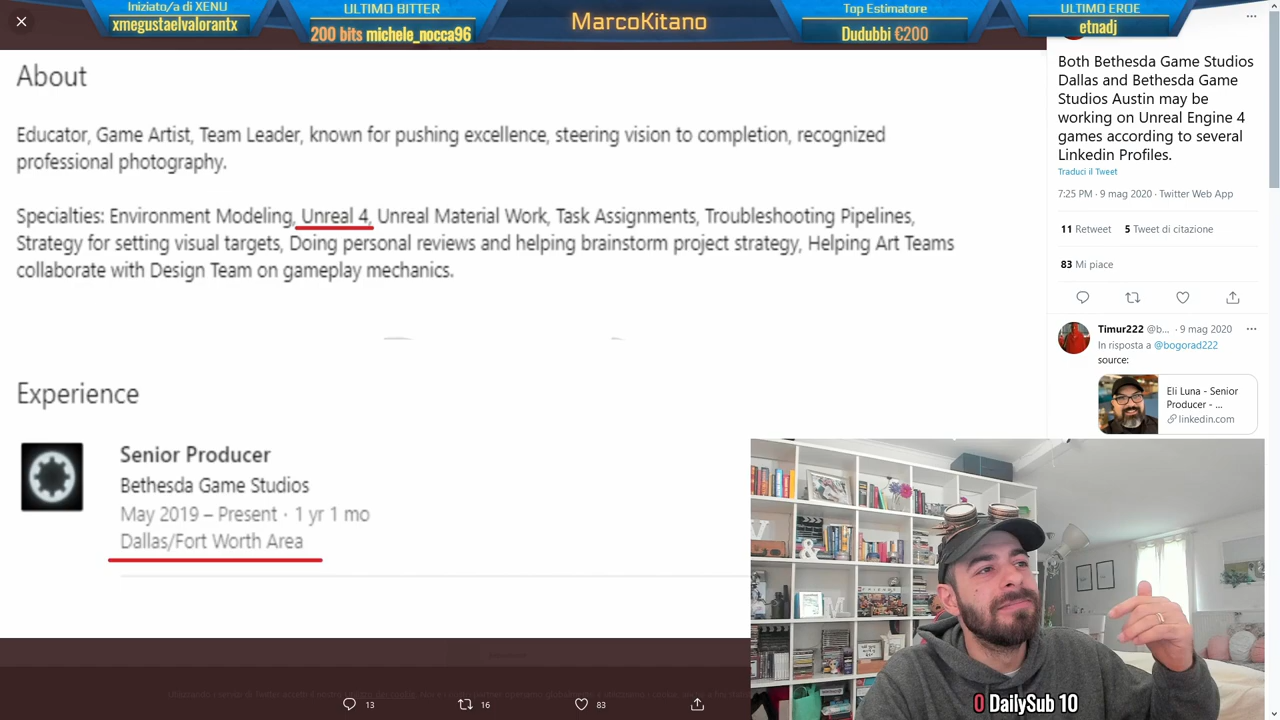 Iniziato/a di XENU
xmegustaelvalorantx
ULTIMO BITTER
200 bits michele_nocca96
MarcoKitano
Top Estimatore
Dudubbi €200
ULTIMO EROE
etnadj
About
Educator, Game Artist, Team Leader, known for pushing excellence, steering vision to completion, recognized
professional photography.
Specialties: Environment Modeling, Unreal 4, Unreal Material Work, Task Assignments, Troubleshooting Pipelines,
Strategy for setting visual targets, Doing personal reviews and helping brainstorm project strategy, Helping Art Teams
collaborate with Design Team on gameplay mechanics.
Experience
Senior Producer
Bethesda Game Studios
May 2019 – Present · 1 yr 1 mo
Dallas/Fort Worth Area
Both Bethesda Game Studios
Dallas and Bethesda Game
Studios Austin may be
working on Unreal Engine 4
games according to several
Linkedin Profiles.
Traduci il Tweet
7:25 PM · 9 mag 2020 · Twitter Web App
11 Retweet 5 Tweet di citazione
83 Mi piace
Timur222 @b... · 9 mag 2020
In risposta a @bogorad222
source:
Eli Luna - Senior
Producer - ...
linkedin.com
13 16 83
0 DailySub 10